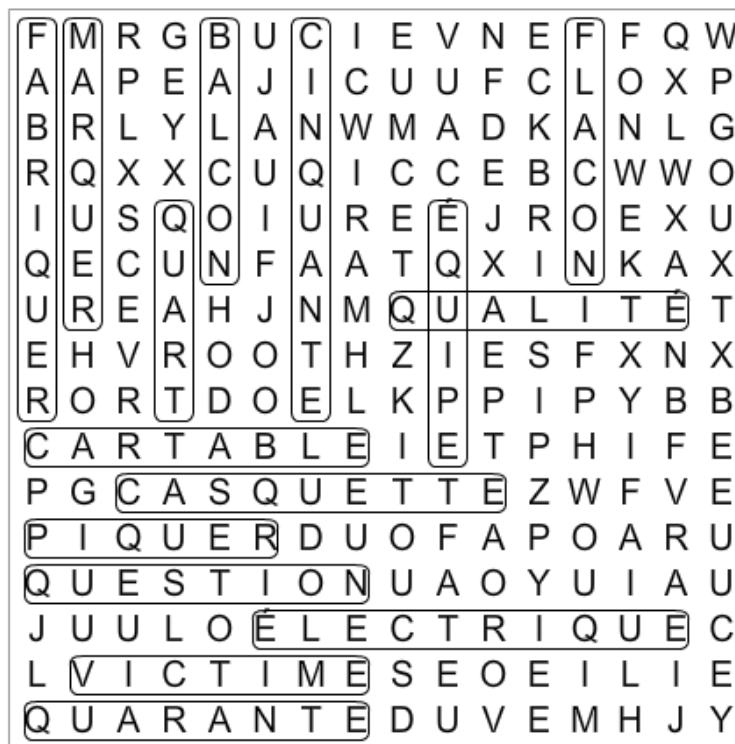 F M R G B U C I E V N E F F Q W
A A P E A J I C U U F C L O X P
B R L Y L A N W M A D K A N L G
R Q X X C U Q I C C E B C W W O
I U S Q O I U R E É J R O E X U
Q E C U N F A A T Q X I N K A X
U R E A H J N M Q U A L I T É T
E H V R O O T H Z I E S F X N X
R O R T D O E L K P P I P Y B B
C A R T A B L E I E T P H I F E
P G C A S Q U E T T E Z W F V E
P I Q U E R D U O F A P O A R U
Q U E S T I O N U A O Y U I A U
J U U L O É L E C T R I Q U E C
L V I C T I M E S E O E I L I E
Q U A R A N T E D U V E M H J Y